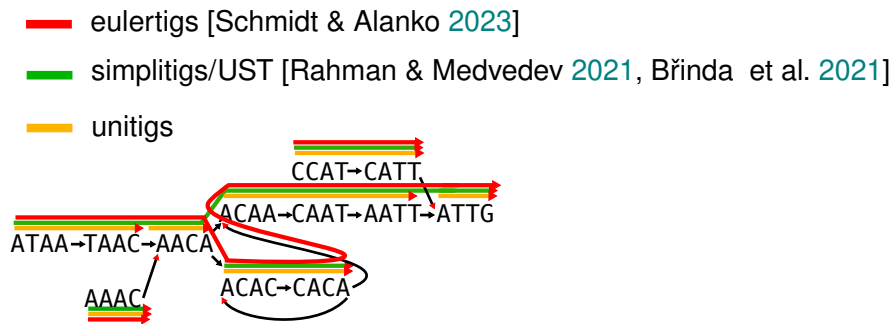 eulertigs [Schmidt & Alanko 2023]
simplitigs/UST [Rahman & Medvedev 2021, Břinda et al. 2021]
unitigs
CCAT CATT
ACAA CAAT AATT ATTG
ATAA TAAC AACA
ACAC CACA
AAAC